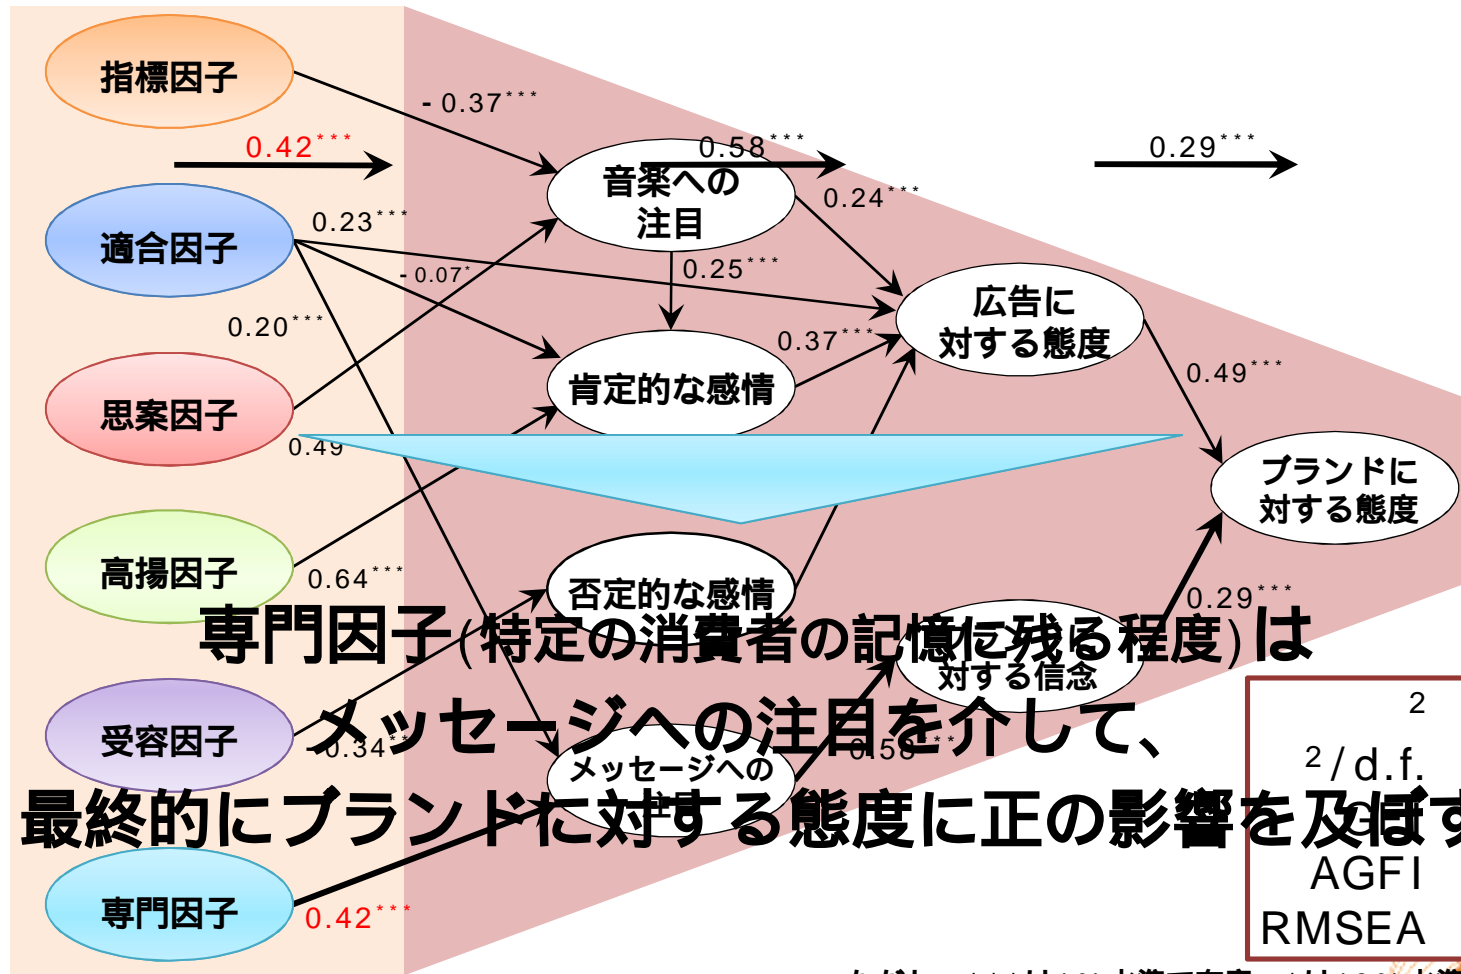 指標因子
- 0.37***
0.42***
0.58***
0.29***
音楽への
注目
0.24***
適合因子
0.23***
- 0.07*
0.25***
広告に
対する態度
0.20***
0.37***
肯定的な感情
0.49***
思案因子
0.49
ブランドに
対する態度
高揚因子
0.64***
否定的な感情
0.29***
専門因子(特定の消費者の記憶に残る程度)は
対する信念
メッセージへの注目を介して、
受容因子
- 0.34**
0.58***
メッセージへの
注目
最終的にブランドに対する態度に正の影響を及ぼす
2
2/d.f.
GFI
AGFI
RMSEA
専門因子
0.42***